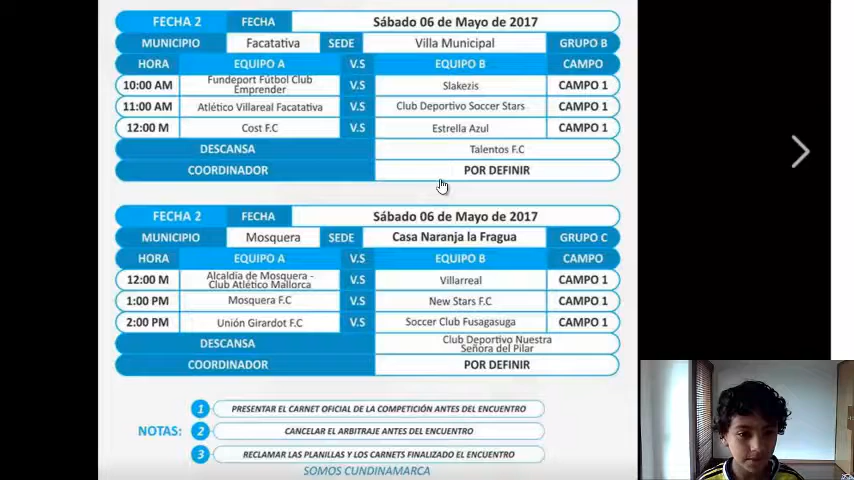 FECHA 2 FECHA Sábado 06 de Mayo de 2017
MUNICIPIO Facatativa SEDE Villa Municipal GRUPO B
HORA EQUIPO A V.S EQUIPO B CAMPO
10:00 AM Fundeport Fútbol Club Emprender V.S Slakezis CAMPO 1
11:00 AM Atlético Villareal Facatativa V.S Club Deportivo Soccer Stars CAMPO 1
12:00 M Cost F.C V.S Estrella Azul CAMPO 1
DESCANSA Talentos F.C
COORDINADOR POR DEFINIR
FECHA 2 FECHA Sábado 06 de Mayo de 2017
MUNICIPIO Mosquera SEDE Casa Naranja la Fragua GRUPO C
HORA EQUIPO A V.S EQUIPO B CAMPO
12:00 M Alcaldia de Mosquera - Club Atlético Mallorca V.S Villarreal CAMPO 1
1:00 PM Mosquera F.C V.S New Stars F.C CAMPO 1
2:00 PM Unión Girardot F.C V.S Soccer Club Fusagasuga CAMPO 1
DESCANSA Club Deportivo Nuestra Señora del Pilar
COORDINADOR POR DEFINIR
NOTAS:
1 PRESENTAR EL CARNET OFICIAL DE LA COMPETICIÓN ANTES DEL ENCUENTRO
2 CANCELAR EL ARBITRAJE ANTES DEL ENCUENTRO
3 RECLAMAR LAS PLANILLAS Y LOS CARNETS FINALIZADO EL ENCUENTRO
SOMOS CUNDINAMARCA